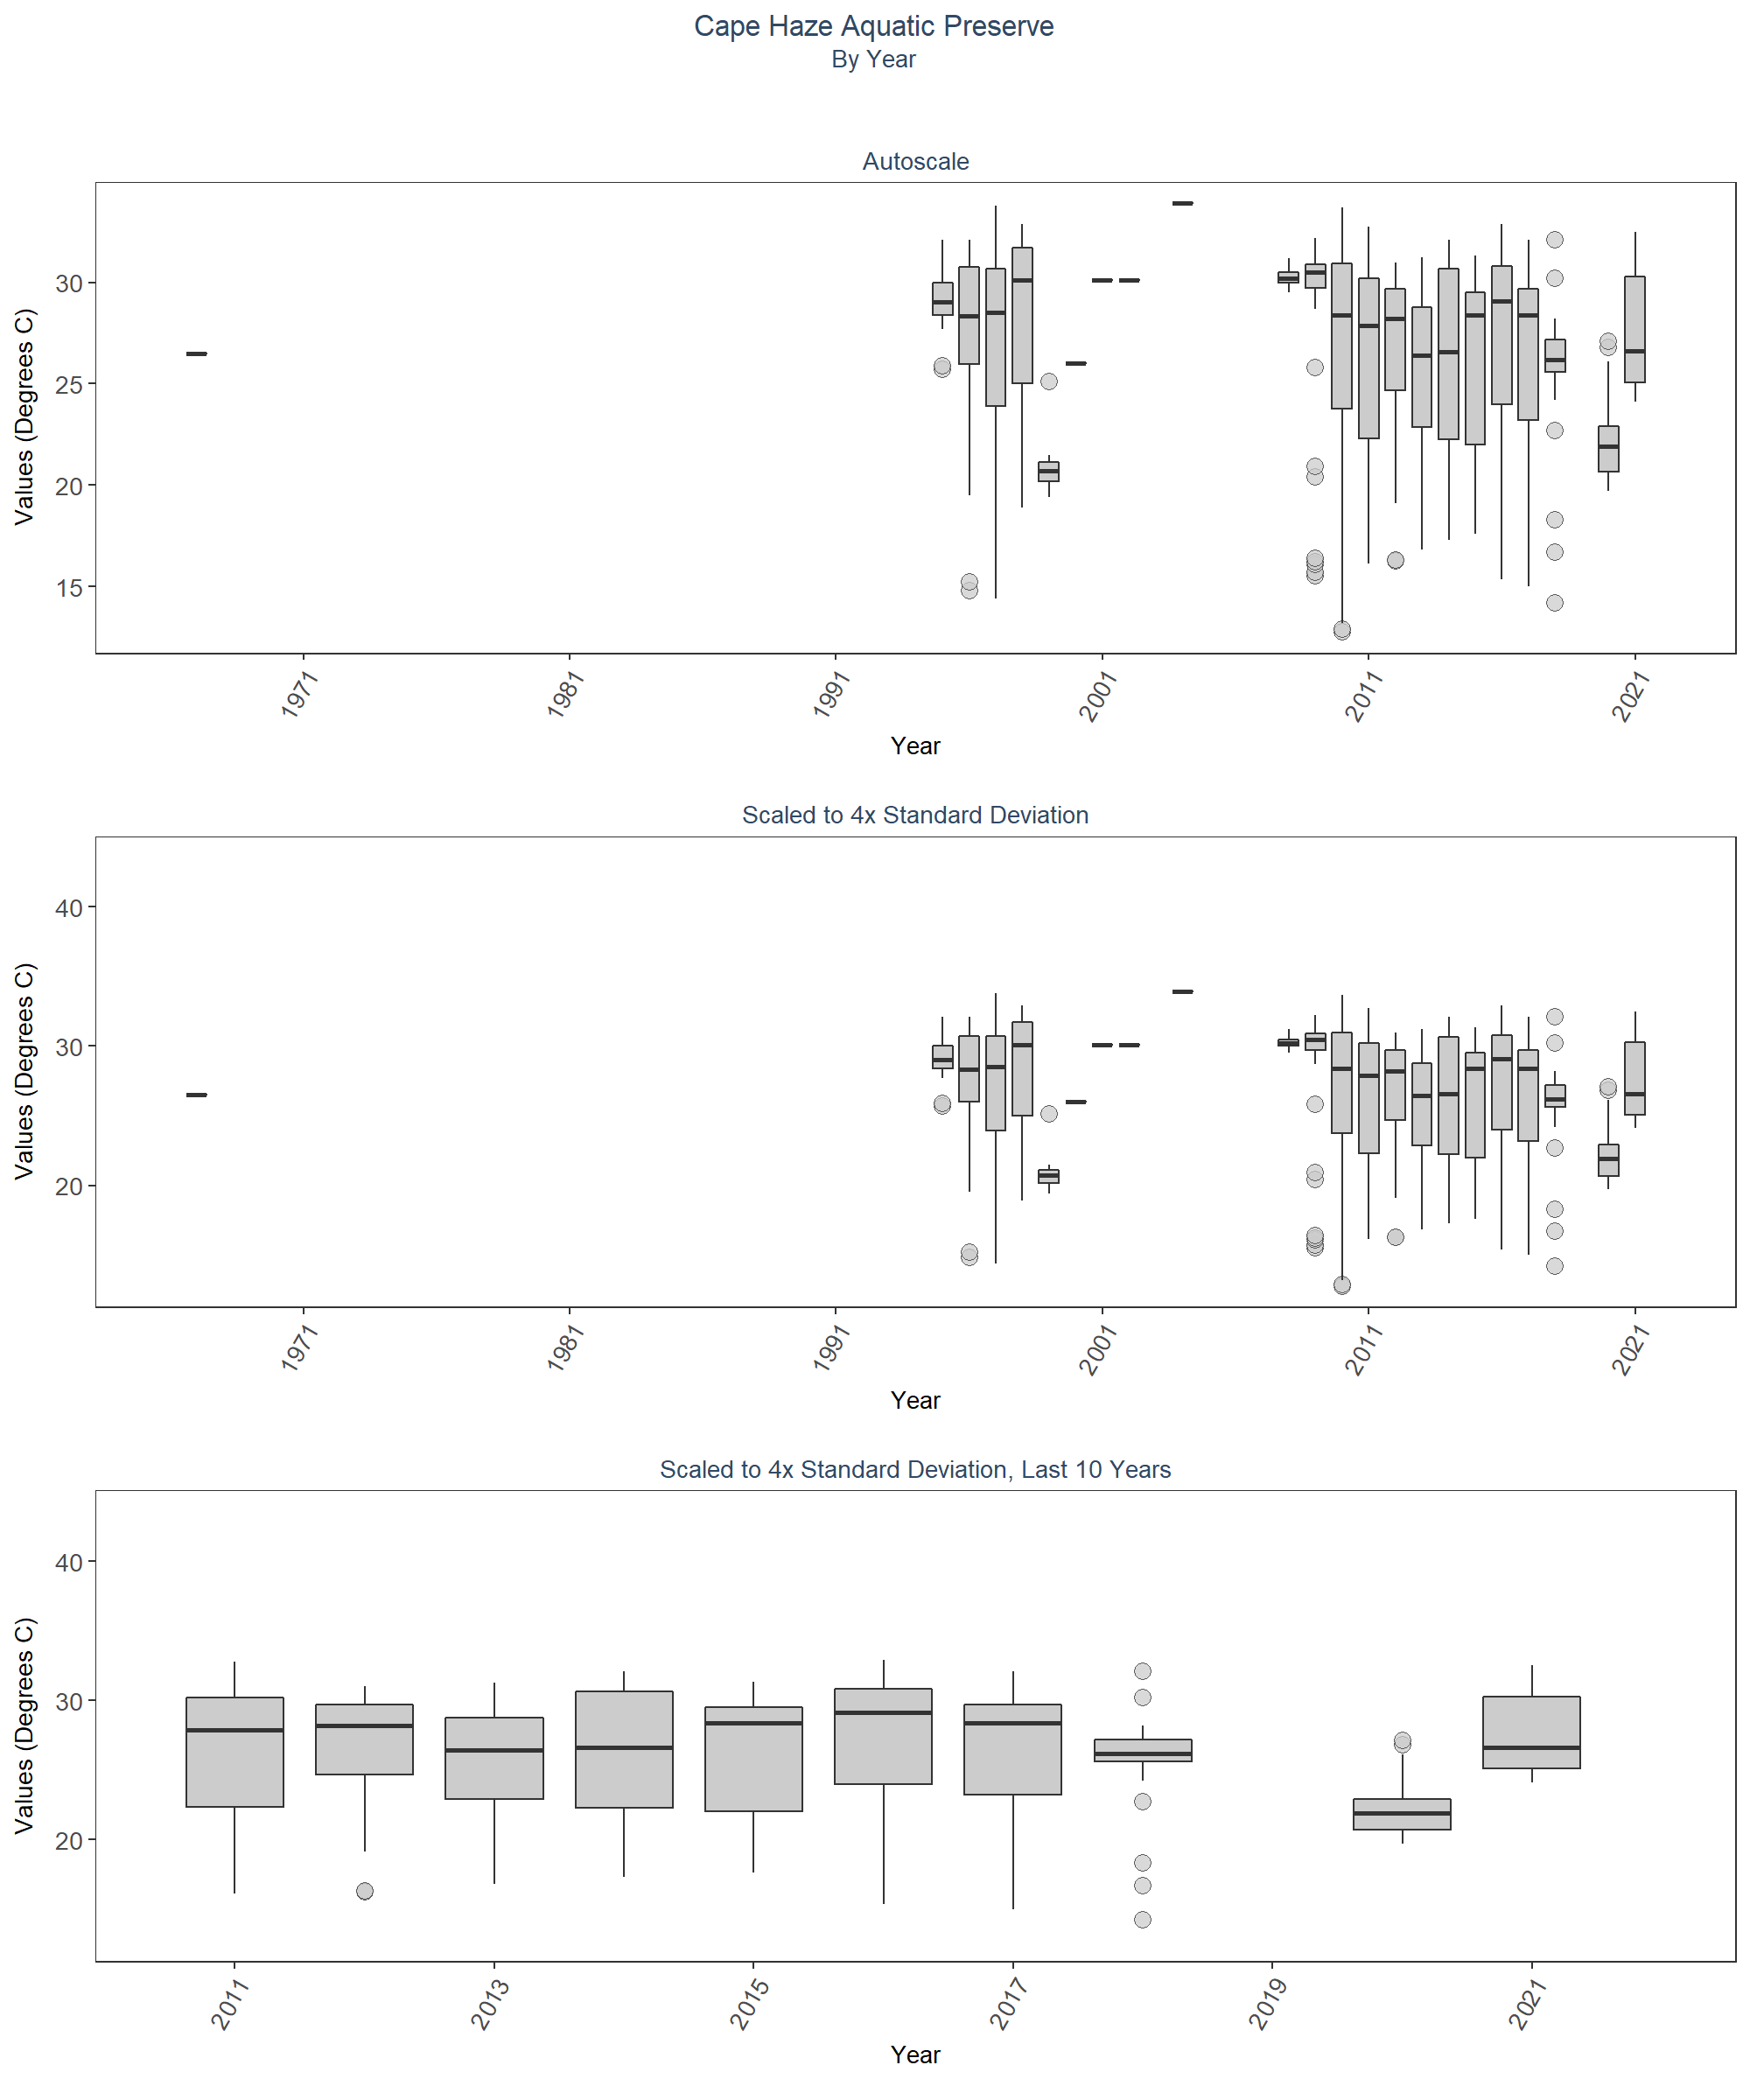 Cape Haze Aquatic Preserve
By Year
Autoscale
Values (Degrees C)
30
25
20
15
1971
1981
1991
2001
2011
2021
Year
Scaled to 4x Standard Deviation
Values (Degrees C)
40
30
20
1971
1981
1991
2001
2011
2021
Year
Scaled to 4x Standard Deviation, Last 10 Years
Values (Degrees C)
40
30
20
2011
2013
2015
2017
2019
2021
Year